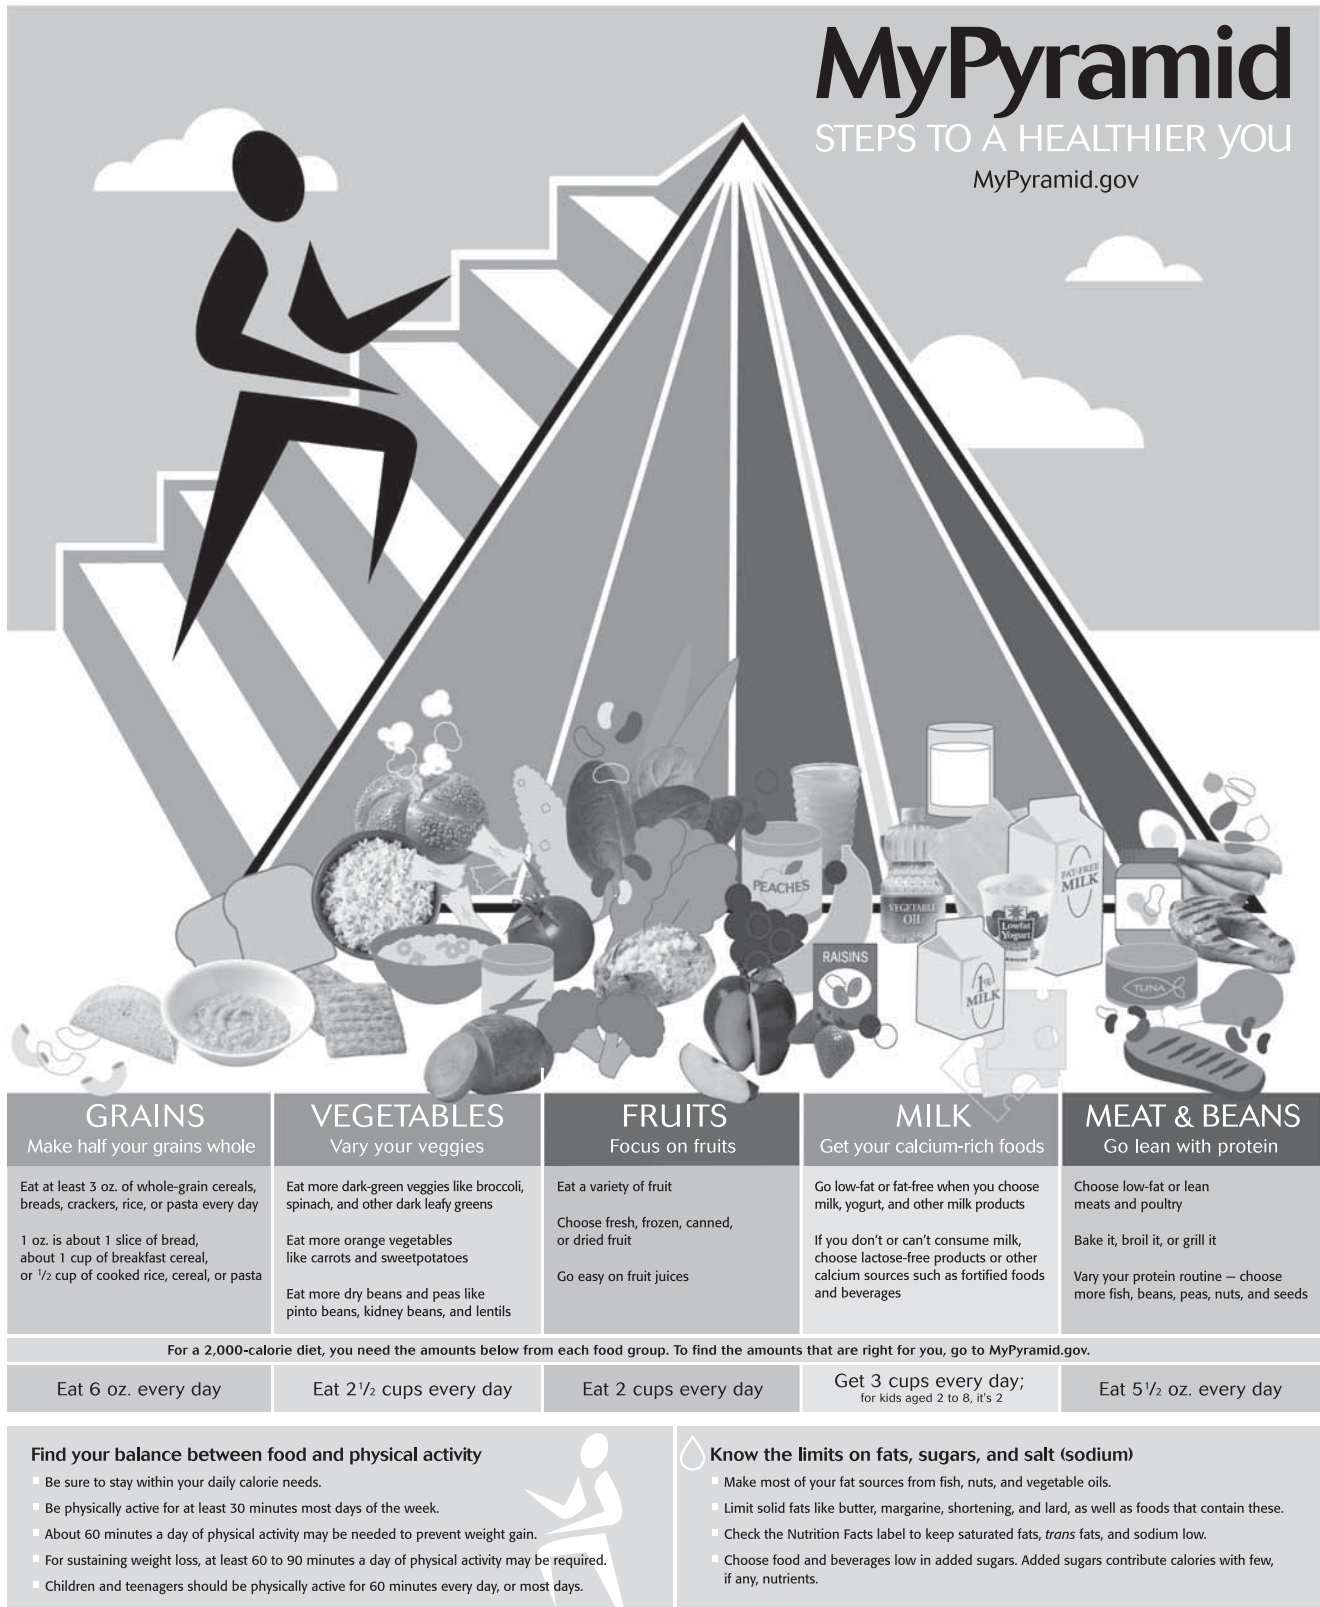 MyPyramid
STEPS TO A HEALTHIER YOU
MyPyramid.gov
PEACHES
VEGETABLE
OIL
FAT-FREE
MILK
Lowfat
Yogurt
RAISINS
1%
MILK
TUNA
GRAINS
Make half your grains whole
Eat at least 3 oz. of whole-grain cereals,
breads, crackers, rice, or pasta every day
1 oz. is about 1 slice of bread,
about 1 cup of breakfast cereal,
or 1/2 cup of cooked rice, cereal, or pasta
VEGETABLES
Vary your veggies
Eat more dark-green veggies like broccoli,
spinach, and other dark leafy greens
Eat more orange vegetables
like carrots and sweetpotatoes
Eat more dry beans and peas like
pinto beans, kidney beans, and lentils
FRUITS
Focus on fruits
Eat a variety of fruit
Choose fresh, frozen, canned,
or dried fruit
Go easy on fruit juices
MILK
Get your calcium-rich foods
Go low-fat or fat-free when you choose
milk, yogurt, and other milk products
If you don't or can't consume milk,
choose lactose-free products or other
calcium sources such as fortified foods
and beverages
MEAT & BEANS
Go lean with protein
Choose low-fat or lean
meats and poultry
Bake it, broil it, or grill it
Vary your protein routine – choose
more fish, beans, peas, nuts, and seeds
For a 2,000-calorie diet, you need the amounts below from each food group. To find the amounts that are right for you, go to MyPyramid.gov.
Eat 6 oz. every day
Eat 2 1/2 cups every day
Eat 2 cups every day
Get 3 cups every day;
for kids aged 2 to 8, it's 2
Eat 5 1/2 oz. every day
Find your balance between food and physical activity
Be sure to stay within your daily calorie needs.
Be physically active for at least 30 minutes most days of the week.
About 60 minutes a day of physical activity may be needed to prevent weight gain.
For sustaining weight loss, at least 60 to 90 minutes a day of physical activity may be required.
Children and teenagers should be physically active for 60 minutes every day, or most days.
Know the limits on fats, sugars, and salt (sodium)
Make most of your fat sources from fish, nuts, and vegetable oils.
Limit solid fats like butter, margarine, shortening, and lard, as well as foods that contain these.
Check the Nutrition Facts label to keep saturated fats, trans fats, and sodium low.
Choose food and beverages low in added sugars. Added sugars contribute calories with few,
if any, nutrients.